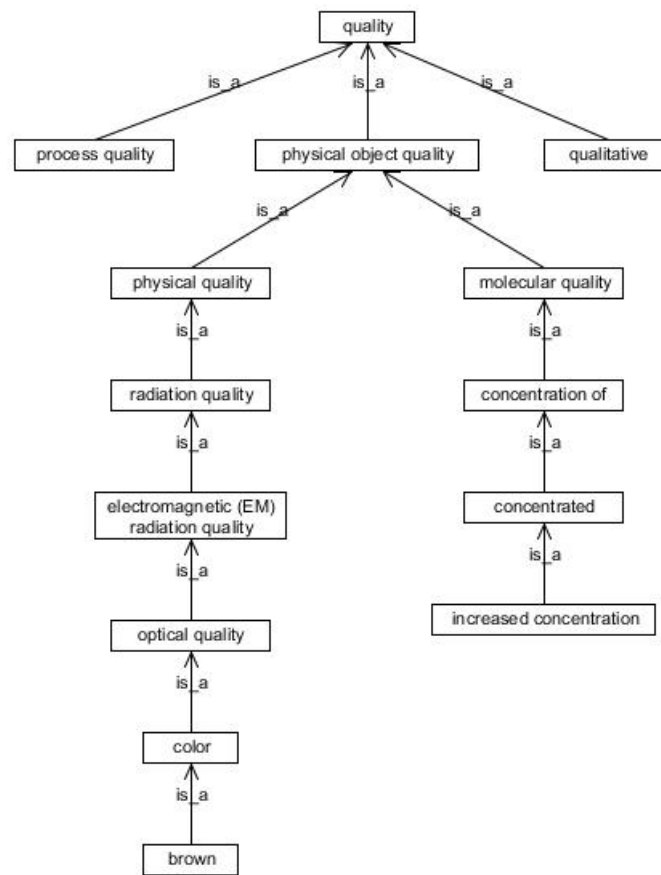 quality
is_a
is_a
is_a
process quality
physical object quality
qualitative
is_a
is_a
physical quality
molecular quality
is_a
is_a
radiation quality
concentration of
is_a
is_a
electromagnetic (EM)
radiation quality
concentrated
is_a
is_a
optical quality
increased concentration
is_a
color
is_a
brown